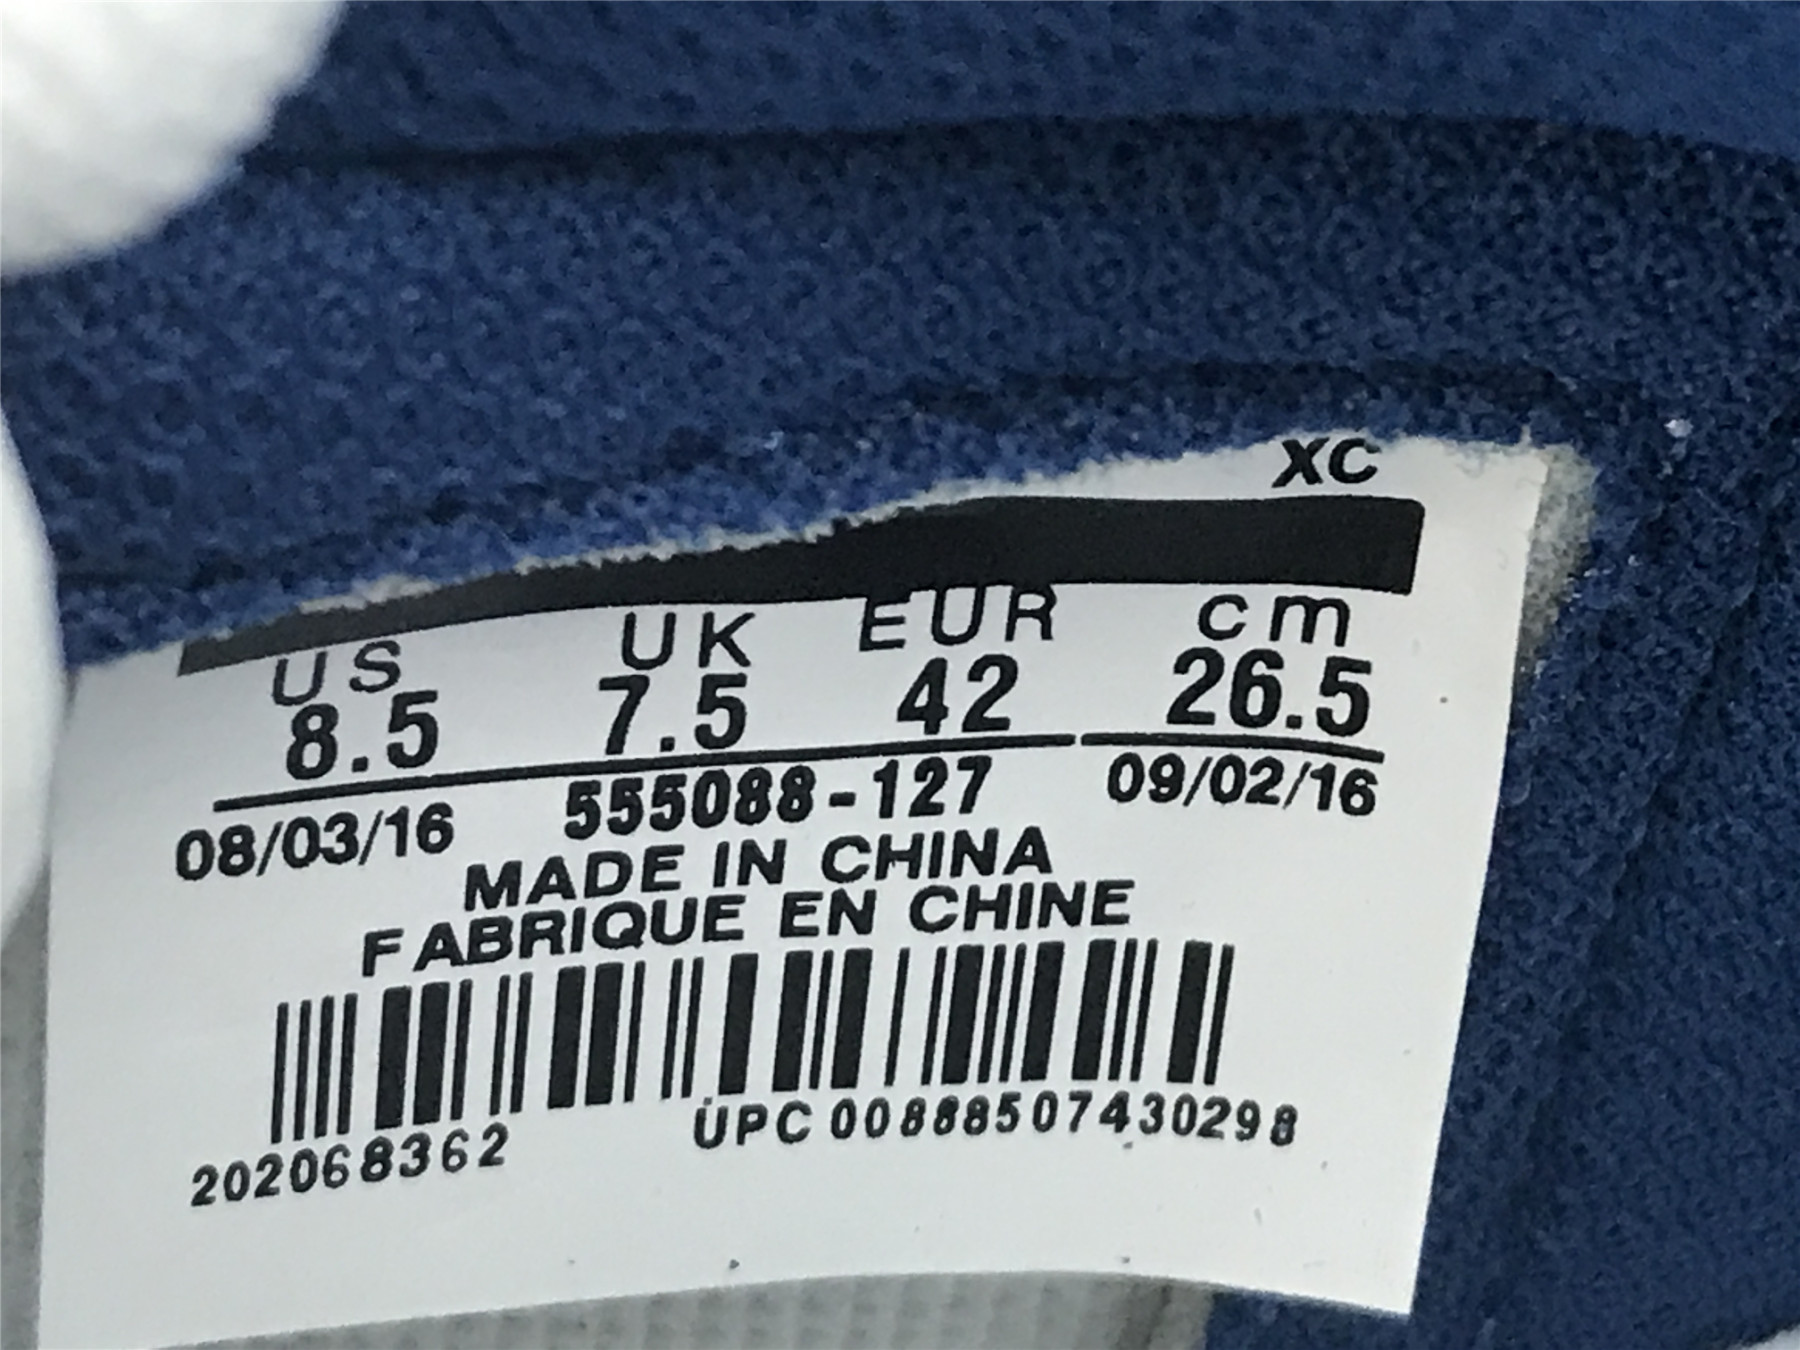 XC
US UK EUR cm
8.5 7.5 42 26.5
08/03/16 555088-127 09/02/16
MADE IN CHINA
FABRIQUE EN CHINE
202068362 UPC 00888507430298